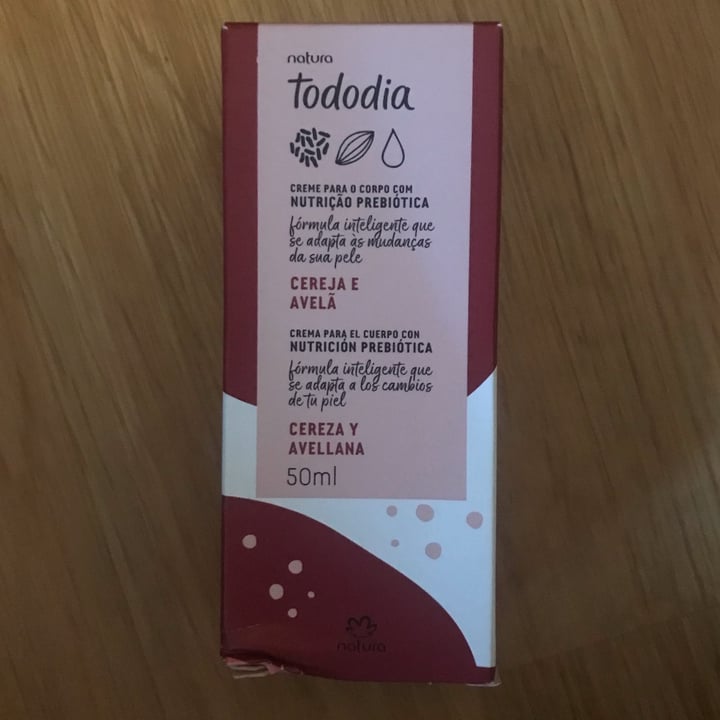 natura
Tododia
CREME PARA O CORPO COM
NUTRIÇÃO PREBIÓTICA
fórmula inteligente que
se adapta às mudanças
da sua pele
CEREJA E
AVELÃ
CREMA PARA EL CUERPO CON
NUTRICIÓN PREBIÓTICA
fórmula inteligente que
se adapta a los cambios
de tu piel
CEREZA Y
AVELLANA
50ml
natura